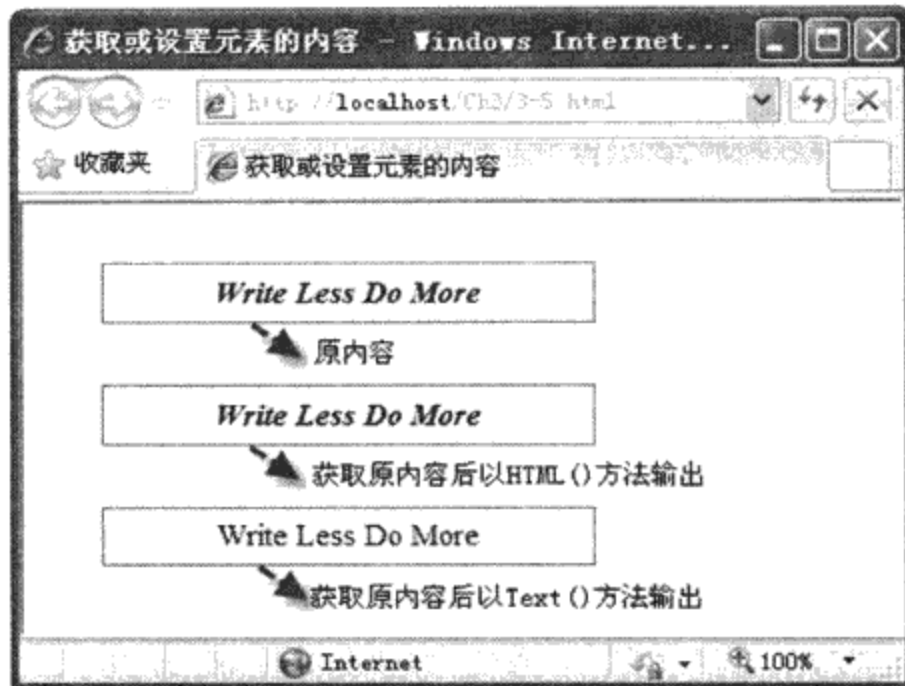 获取或设置元素的内容 - Windows Internet...
http://localhost/Ch3/3-5.html
收藏夹
获取或设置元素的内容
Write Less Do More
原内容
Write Less Do More
获取原内容后以HTML()方法输出
Write Less Do More
获取原内容后以Text()方法输出
Internet
100%